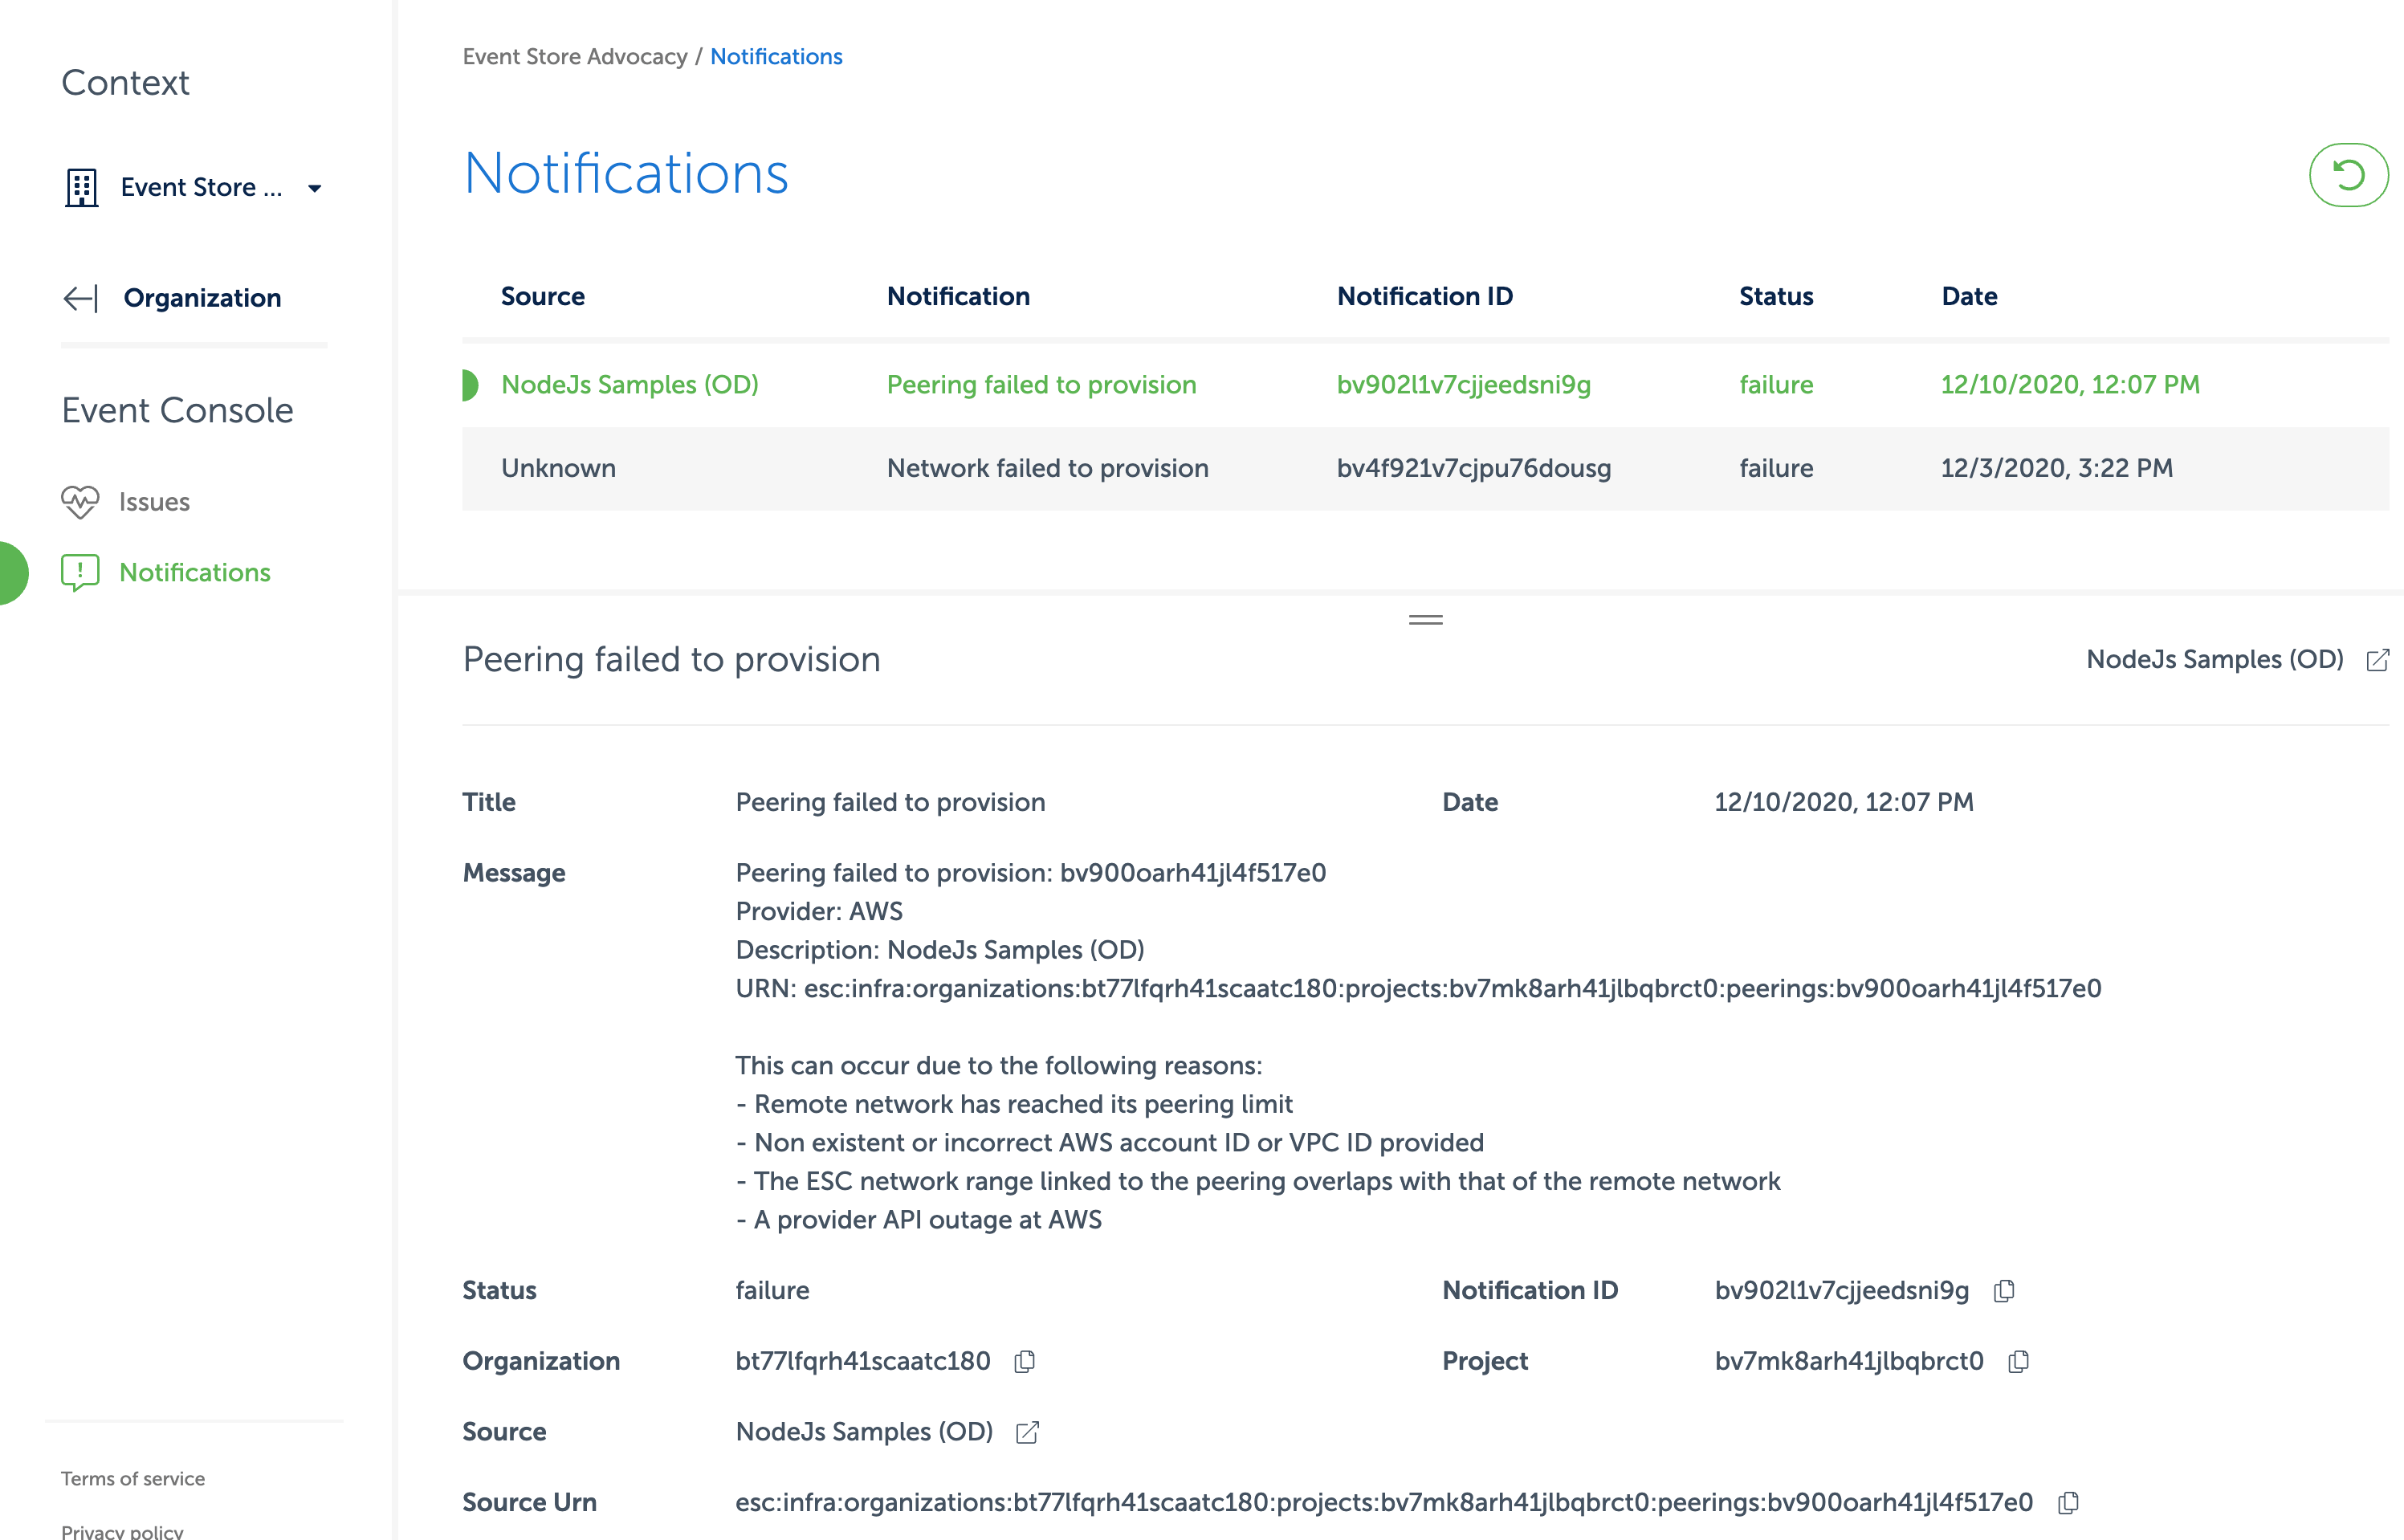 Context
Event Store ...
Organization
Event Console
Issues
Notifications
Terms of service
Privacy policy
Event Store Advocacy / Notifications
Notifications
Source Notification Notification ID Status Date
NodeJs Samples (OD) Peering failed to provision bv902l1v7cjjeedsni9g failure 12/10/2020, 12:07 PM
Unknown Network failed to provision bv4f921v7cjpu76dousg failure 12/3/2020, 3:22 PM
Peering failed to provision NodeJs Samples (OD)
Title Peering failed to provision Date 12/10/2020, 12:07 PM
Message Peering failed to provision: bv900oarh41jl4f517e0
Provider: AWS
Description: NodeJs Samples (OD)
URN: esc:infra:organizations:bt77lfqrh41scaatc180:projects:bv7mk8arh41jlbqbrct0:peerings:bv900oarh41jl4f517e0
This can occur due to the following reasons:
- Remote network has reached its peering limit
- Non existent or incorrect AWS account ID or VPC ID provided
- The ESC network range linked to the peering overlaps with that of the remote network
- A provider API outage at AWS
Status failure Notification ID bv902l1v7cjjeedsni9g
Organization bt77lfqrh41scaatc180 Project bv7mk8arh41jlbqbrct0
Source NodeJs Samples (OD)
Source Urn esc:infra:organizations:bt77lfqrh41scaatc180:projects:bv7mk8arh41jlbqbrct0:peerings:bv900oarh41jl4f517e0